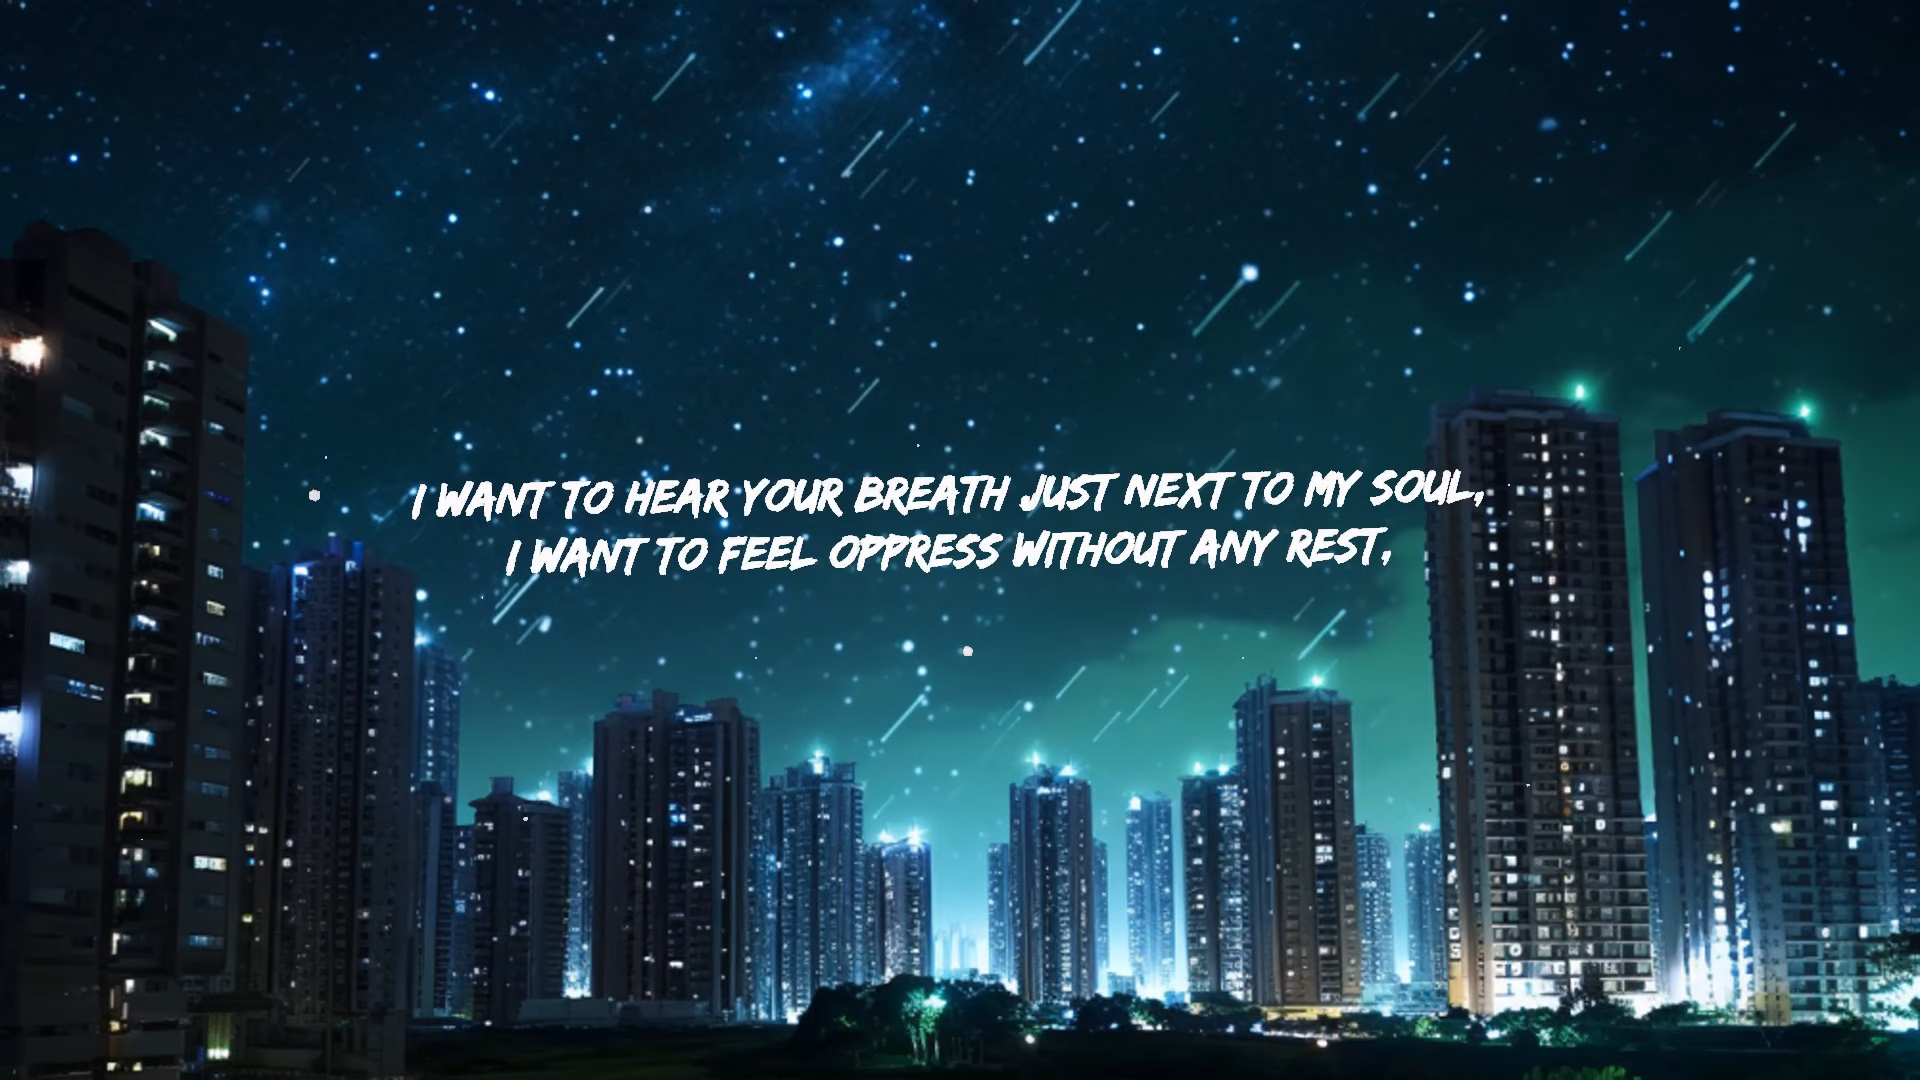 I WANT TO HEAR YOUR BREATH JUST NEXT TO MY SOUL,
I WANT TO FEEL OPPRESS WITHOUT ANY REST,